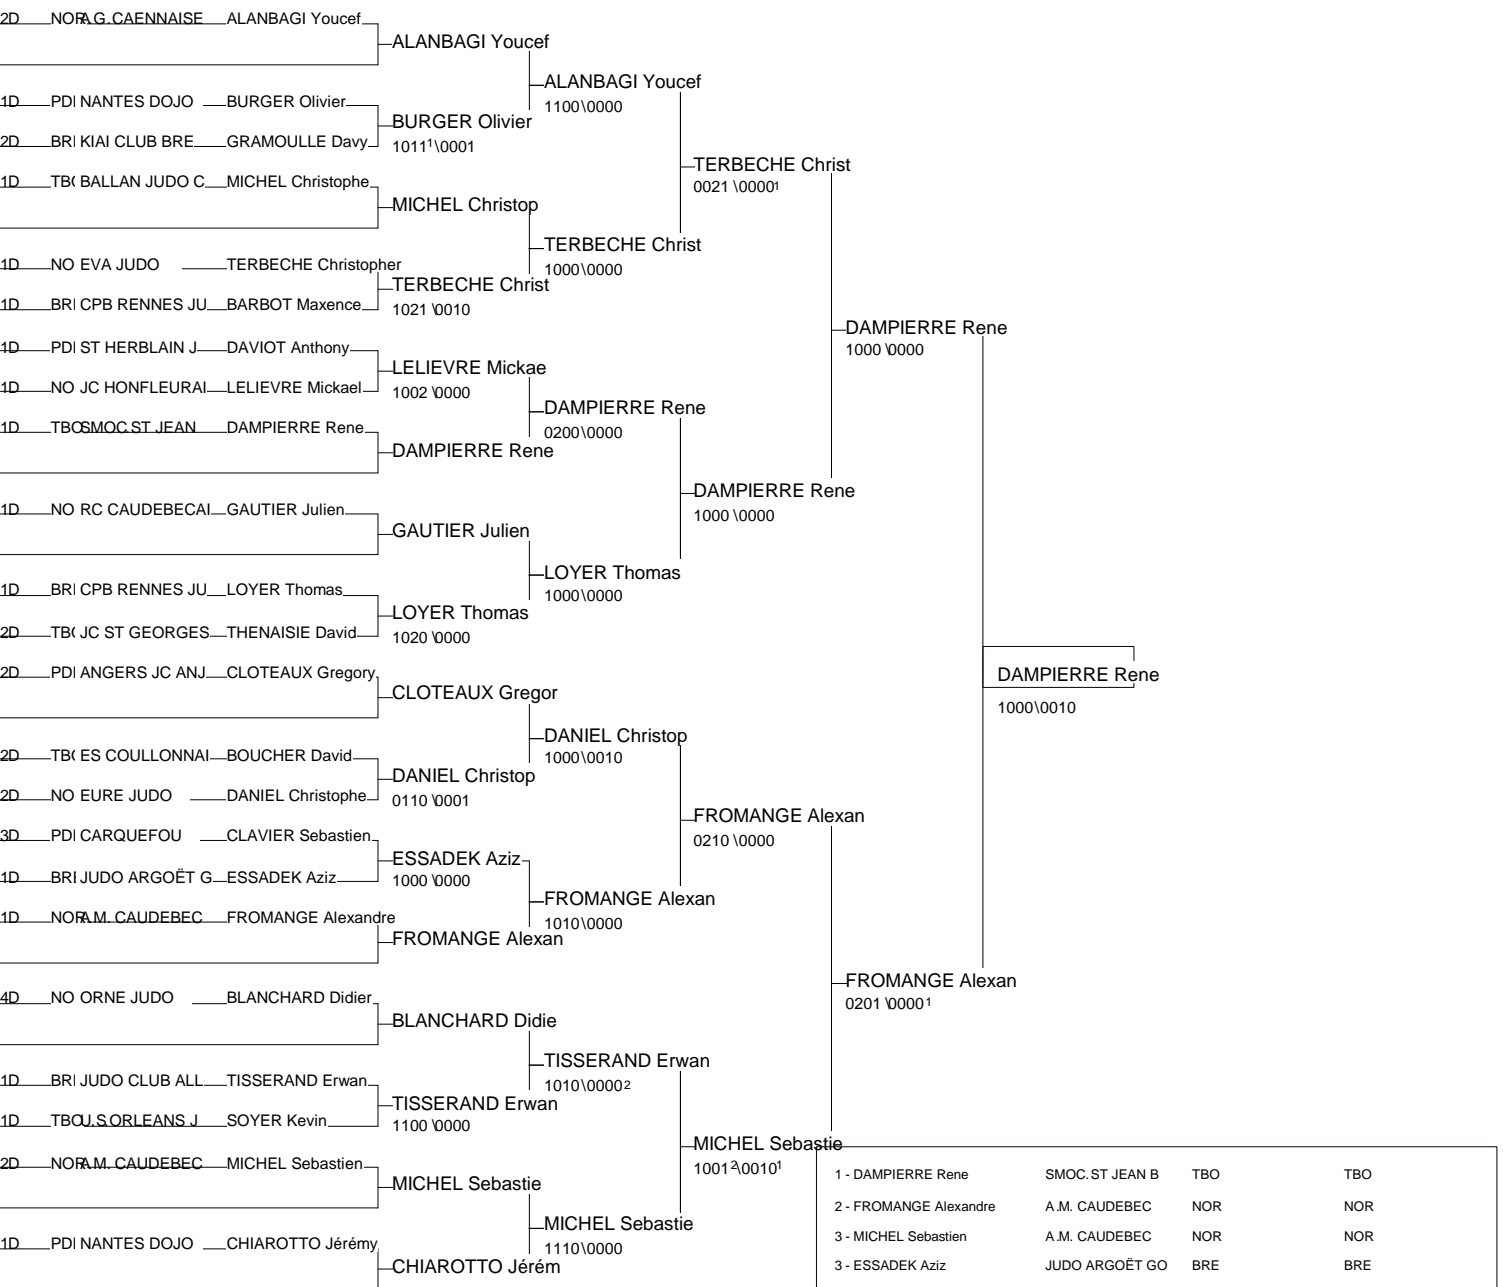 2D NOR A.G.CAENNAISE ALANBAGI Youcef
ALANBAGI Youcef
ALANBAGI Youcef
1100\0000
1D PDI NANTES DOJO BURGER Olivier
BURGER Olivier
1011¹\0001
2D BRI KIAI CLUB BRE GRAMOULLE Davy
TERBECHE Christ
0021 \0000¹
1D TBO BALLAN JUDO C MICHEL Christophe
MICHEL Christop
TERBECHE Christ
1000\0000
1D NO EVA JUDO TERBECHE Christopher
TERBECHE Christ
1021 \0010
1D BRI CPB RENNES JU BARBOT Maxence
DAMPIERRE Rene
1000 \0000
1D PDI ST HERBLAIN J DAVIOT Anthony
LELIEVRE Mickae
1002 \0000
1D NO JC HONFLEURAI LELIEVRE Mickael
DAMPIERRE Rene
0200\0000
1D TBO SMOC.ST JEAN DAMPIERRE Rene
DAMPIERRE Rene
DAMPIERRE Rene
1000 \0000
1D NO RC CAUDEBECAI GAUTIER Julien
GAUTIER Julien
LOYER Thomas
1000\0000
1D BRI CPB RENNES JU LOYER Thomas
LOYER Thomas
1020 \0000
2D TBO JC ST GEORGES THENAISIE David
DAMPIERRE Rene
1000\0010
2D PDI ANGERS JC ANJ CLOTEAUX Gregory
CLOTEAUX Gregor
DANIEL Christop
1000\0010
2D TBO ES COULLONNAI BOUCHER David
DANIEL Christop
0110 \0001
2D NO EURE JUDO DANIEL Christophe
FROMANGE Alexan
0210 \0000
3D PDI CARQUEFOU CLAVIER Sebastien
ESSADEK Aziz
1000 \0000
1D BRI JUDO ARGOËT G ESSADEK Aziz
FROMANGE Alexan
1010\0000
1D NOR A.M. CAUDEBEC FROMANGE Alexandre
FROMANGE Alexan
FROMANGE Alexan
0201 \0000¹
4D NO ORNE JUDO BLANCHARD Didier
BLANCHARD Didie
TISSERAND Erwan
1010\0000²
1D BRI JUDO CLUB ALL TISSERAND Erwan
TISSERAND Erwan
1100 \0000
1D TBO U.S.ORLEANS J SOYER Kevin
MICHEL Sebastie
1001²\0010¹
2D NOR A.M. CAUDEBEC MICHEL Sebastien
MICHEL Sebastie
MICHEL Sebastie
1110\0000
1D PDI NANTES DOJO CHIAROTTO Jérémy
CHIAROTTO Jérém
1 - DAMPIERRE Rene SMOC.ST JEAN B TBO TBO
2 - FROMANGE Alexandre A.M. CAUDEBEC NOR NOR
3 - MICHEL Sebastien A.M. CAUDEBEC NOR NOR
3 - ESSADEK Aziz JUDO ARGOËT GO BRE BRE